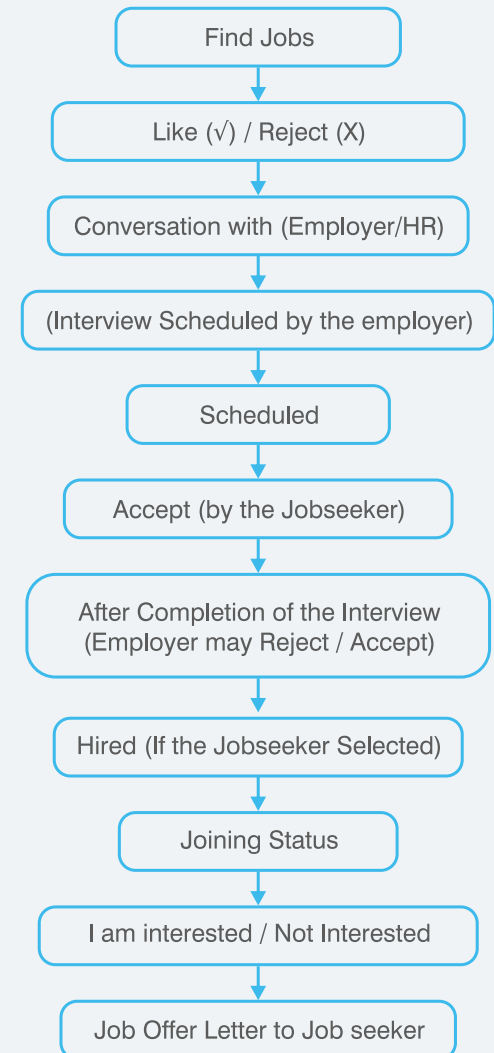 Find Jobs
Like (√) / Reject (X)
Conversation with (Employer/HR)
(Interview Scheduled by the employer)
Scheduled
Accept (by the Jobseeker)
After Completion of the Interview
(Employer may Reject / Accept)
Hired (If the Jobseeker Selected)
Joining Status
I am interested / Not Interested
Job Offer Letter to Job seeker